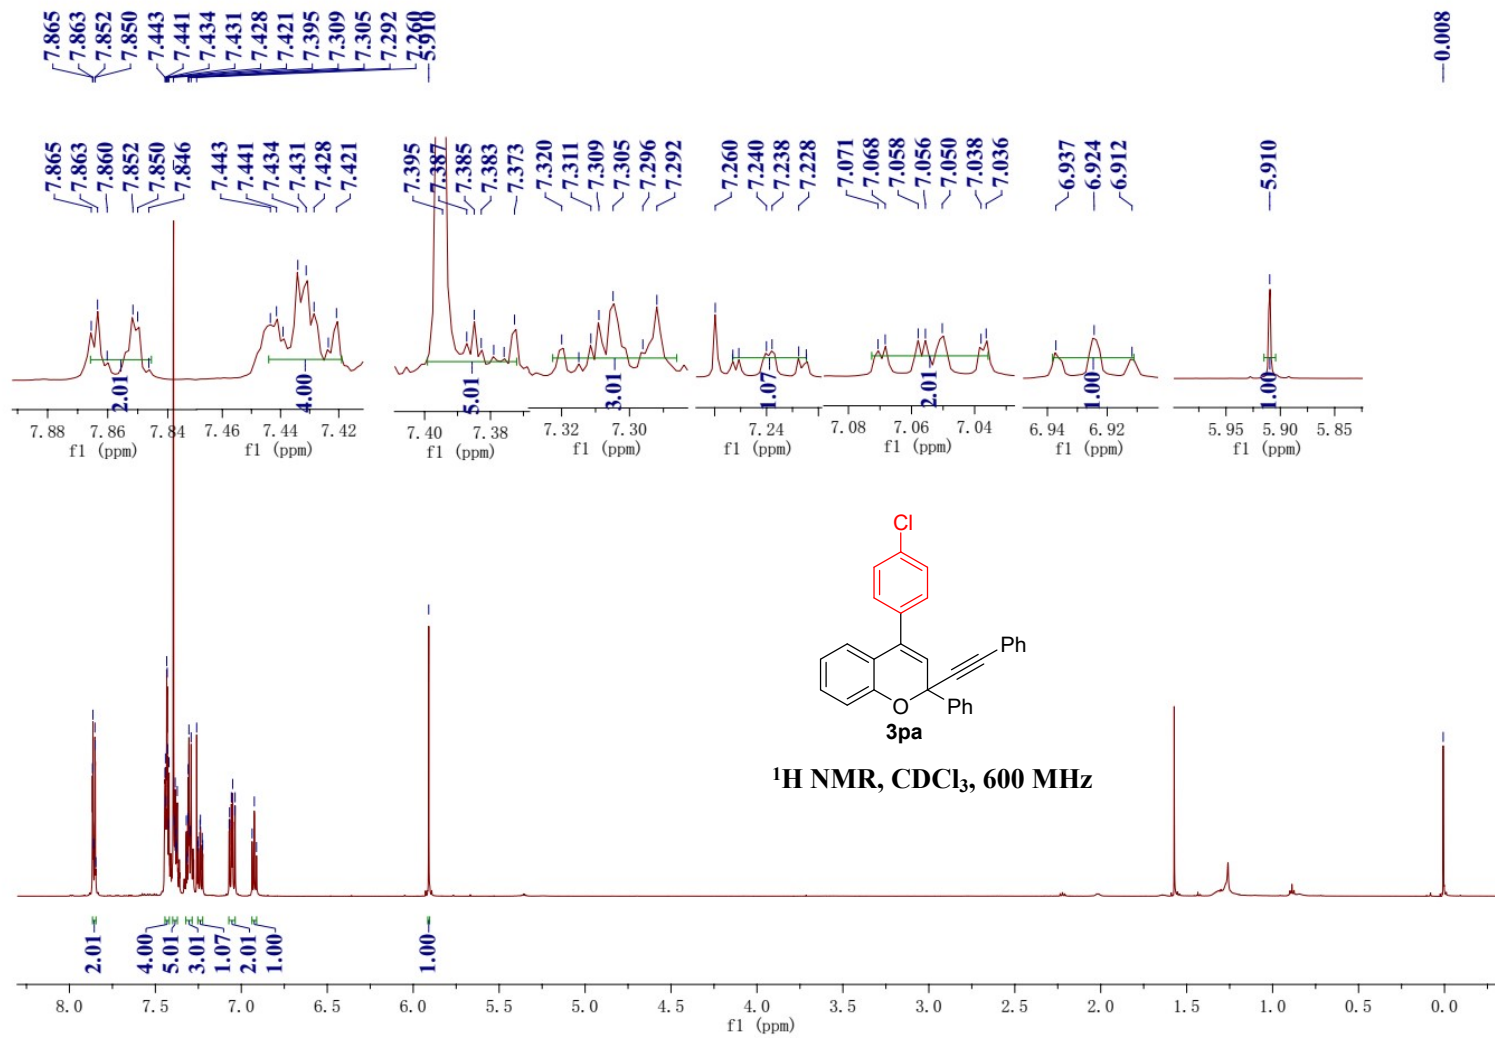 7.865 7.863 7.852 7.850 7.443 7.441 7.434 7.431 7.428 7.421 7.395 7.309 7.305 7.292 7.260 5.910 -0.008
7.865 7.863 7.860 7.852 7.850 7.846 7.443 7.441 7.434 7.431 7.428 7.421 7.395 7.387 7.385 7.383 7.373 7.320 7.311 7.309 7.305 7.296 7.292 7.260 7.240 7.238 7.228 7.071 7.068 7.058 7.056 7.050 7.038 7.036 6.937 6.924 6.912 5.910
2.01 4.00 5.01 3.01 1.07 2.01 1.00 1.00
7.88 7.86 7.84 7.46 7.44 7.42 7.40 7.38 7.32 7.30 7.24 7.08 7.06 7.04 6.94 6.92 5.95 5.90 5.85
f1 (ppm) f1 (ppm) f1 (ppm) f1 (ppm) f1 (ppm) f1 (ppm) f1 (ppm) f1 (ppm)
Cl
Ph
O Ph
3pa
¹H NMR, CDCl₃, 600 MHz
2.01 4.00 5.01 3.01 1.07 2.01 1.00 1.00
8.0 7.5 7.0 6.5 6.0 5.5 5.0 4.5 4.0 3.5 3.0 2.5 2.0 1.5 1.0 0.5 0.0
f1 (ppm)